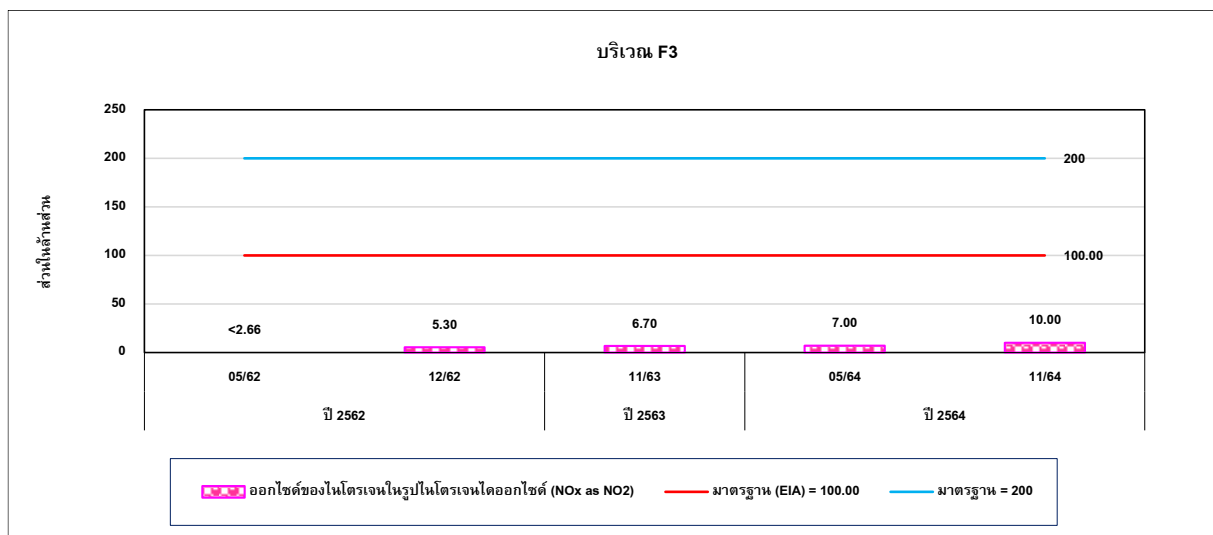 บริเวณ F3
ส่วนในล้านส่วน
250
200
150
100
50
0
200
100.00
<2.66
5.30
6.70
7.00
10.00
05/62
12/62
11/63
05/64
11/64
ปี 2562
ปี 2563
ปี 2564
ออกไซด์ของไนโตรเจนในรูปไนโตรเจนไดออกไซด์ (NOx as NO2)
มาตรฐาน (EIA) = 100.00
มาตรฐาน = 200